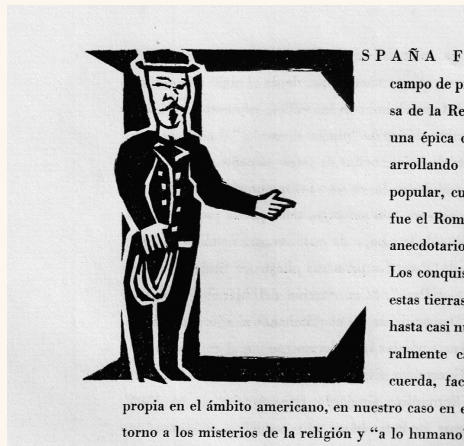 ESPAÑA F
campo de p
sa de la Re
una épica
arrollando
popular, cu
fue el Rom
anecdotario
Los conquis
estas tierras
hasta casi nu
ralmente ca
cuerda, fac
propia en el ámbito americano, en nuestro caso en e
torno a los misterios de la religión y “a lo humano”